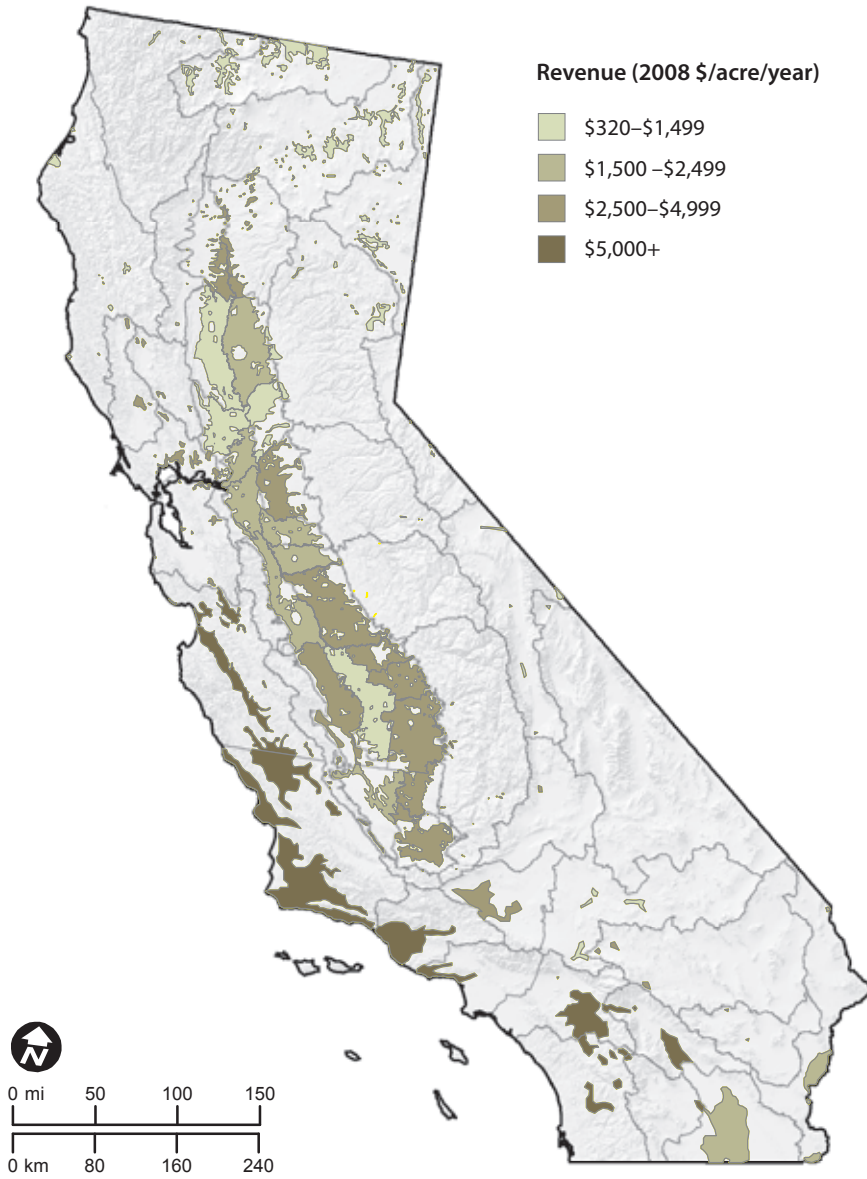 Revenue (2008 $/acre/year)
$320–$1,499
$1,500 –$2,499
$2,500–$4,999
$5,000+
N
0 mi 50 100 150
0 km 80 160 240